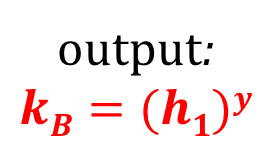 output:
k_B = (h_1)^y